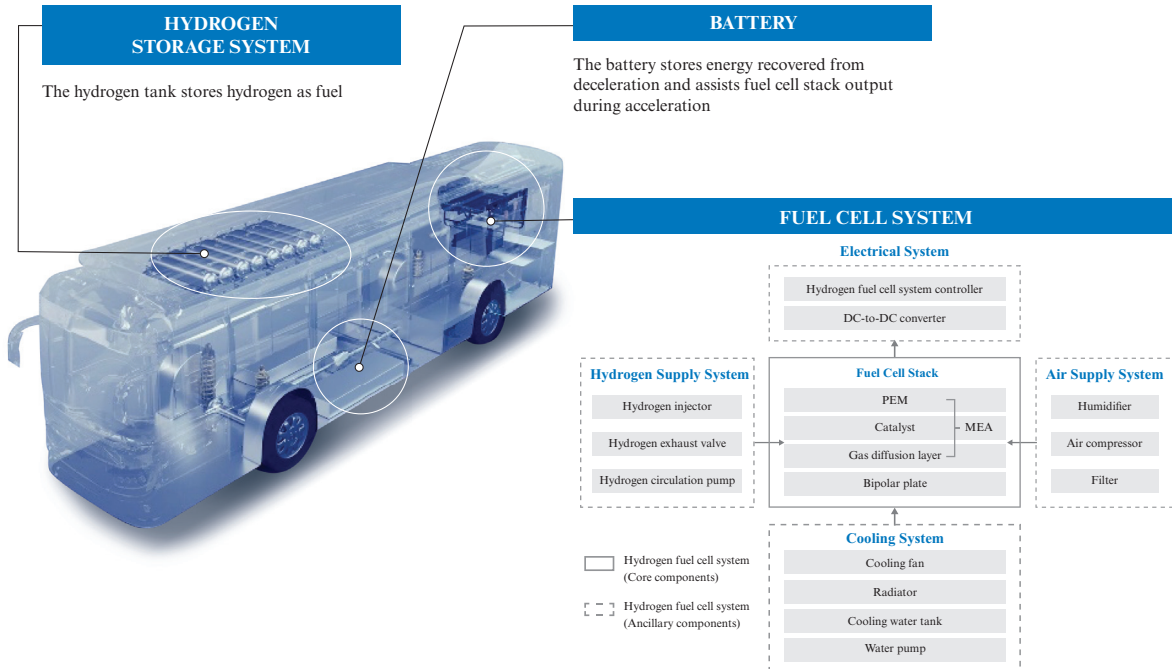 HYDROGEN
STORAGE SYSTEM
The hydrogen tank stores hydrogen as fuel
BATTERY
The battery stores energy recovered from
deceleration and assists fuel cell stack output
during acceleration
FUEL CELL SYSTEM
Electrical System
Hydrogen fuel cell system controller
DC-to-DC converter
Hydrogen Supply System
Hydrogen injector
Hydrogen exhaust valve
Hydrogen circulation pump
Fuel Cell Stack
PEM
Catalyst
MEA
Gas diffusion layer
Bipolar plate
Air Supply System
Humidifier
Air compressor
Filter
Cooling System
Cooling fan
Radiator
Cooling water tank
Water pump
Hydrogen fuel cell system
(Core components)
Hydrogen fuel cell system
(Ancillary components)